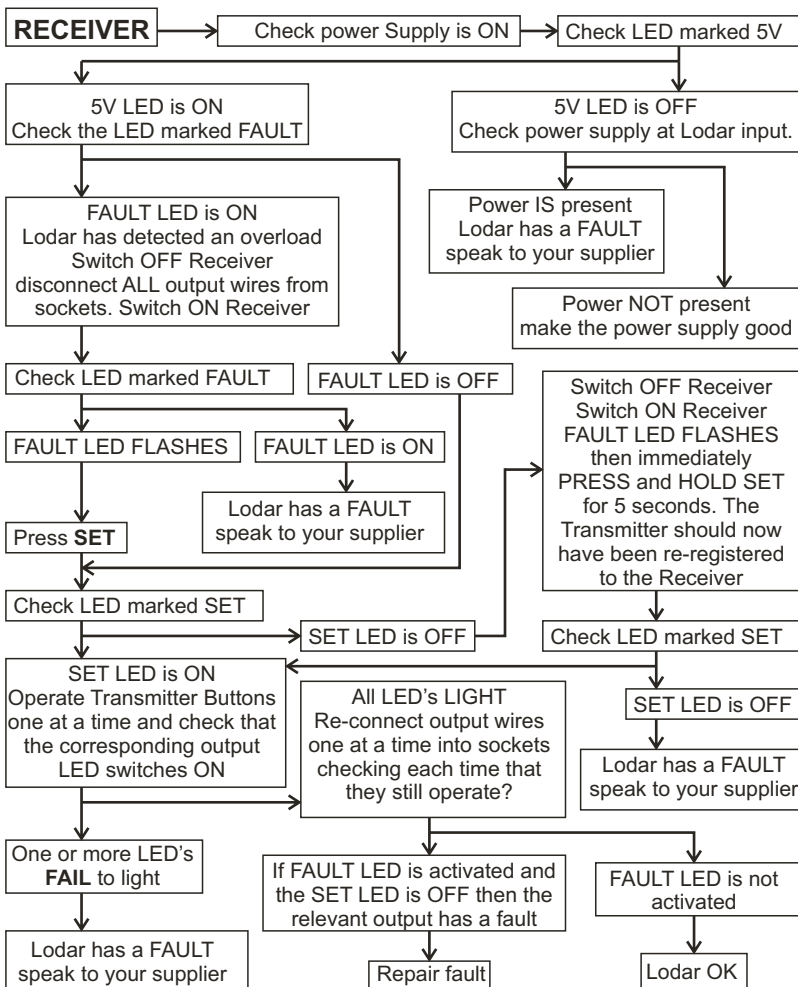 RECEIVER
Check power Supply is ON
Check LED marked 5V
5V LED is ON
Check the LED marked FAULT
5V LED is OFF
Check power supply at Lodar input.
FAULT LED is ON
Lodar has detected an overload
Switch OFF Receiver
disconnect ALL output wires from
sockets. Switch ON Receiver
Power IS present
Lodar has a FAULT
speak to your supplier
Power NOT present
make the power supply good
Check LED marked FAULT
FAULT LED is OFF
FAULT LED FLASHES
FAULT LED is ON
Lodar has a FAULT
speak to your supplier
Press SET
Switch OFF Receiver
Switch ON Receiver
FAULT LED FLASHES
then immediately
PRESS and HOLD SET
for 5 seconds. The
Transmitter should now
have been re-registered
to the Receiver
Check LED marked SET
SET LED is OFF
Check LED marked SET
SET LED is ON
Operate Transmitter Buttons
one at a time and check that
the corresponding output
LED switches ON
All LED's LIGHT
Re-connect output wires
one at a time into sockets
checking each time that
they still operate?
SET LED is OFF
Lodar has a FAULT
speak to your supplier
One or more LED's
FAIL to light
If FAULT LED is activated and
the SET LED is OFF then the
relevant output has a fault
FAULT LED is not
activated
Lodar has a FAULT
speak to your supplier
Repair fault
Lodar OK